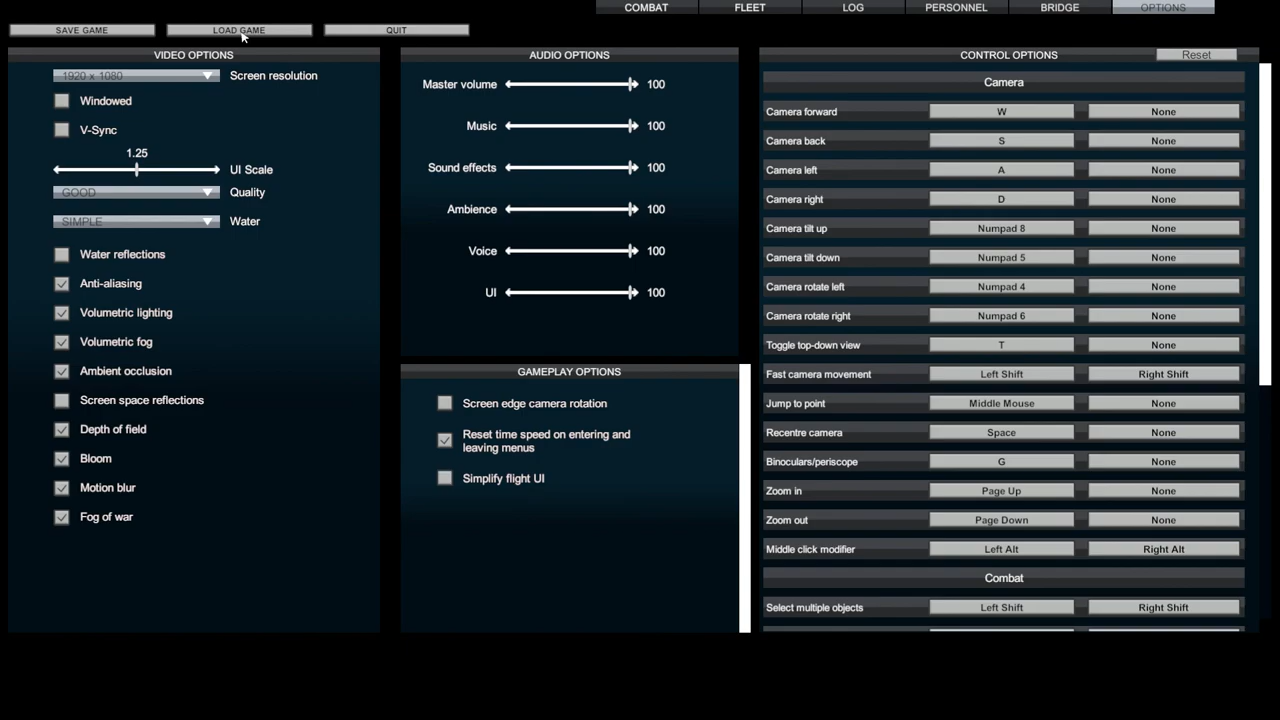 COMBAT FLEET LOG PERSONNEL BRIDGE OPTIONS
SAVE GAME LOAD GAME QUIT
VIDEO OPTIONS
1920 x 1080 Screen resolution
Windowed
V-Sync
1.25
UI Scale
GOOD Quality
SIMPLE Water
Water reflections
Anti-aliasing
Volumetric lighting
Volumetric fog
Ambient occlusion
Screen space reflections
Depth of field
Bloom
Motion blur
Fog of war
AUDIO OPTIONS
Master volume 100
Music 100
Sound effects 100
Ambience 100
Voice 100
UI 100
GAMEPLAY OPTIONS
Screen edge camera rotation
Reset time speed on entering and
leaving menus
Simplify flight UI
CONTROL OPTIONS Reset
Camera
Camera forward W None
Camera back S None
Camera left A None
Camera right D None
Camera tilt up Numpad 8 None
Camera tilt down Numpad 5 None
Camera rotate left Numpad 4 None
Camera rotate right Numpad 6 None
Toggle top-down view T None
Fast camera movement Left Shift Right Shift
Jump to point Middle Mouse None
Recentre camera Space None
Binoculars/periscope G None
Zoom in Page Up None
Zoom out Page Down None
Middle click modifier Left Alt Right Alt
Combat
Select multiple objects Left Shift Right Shift